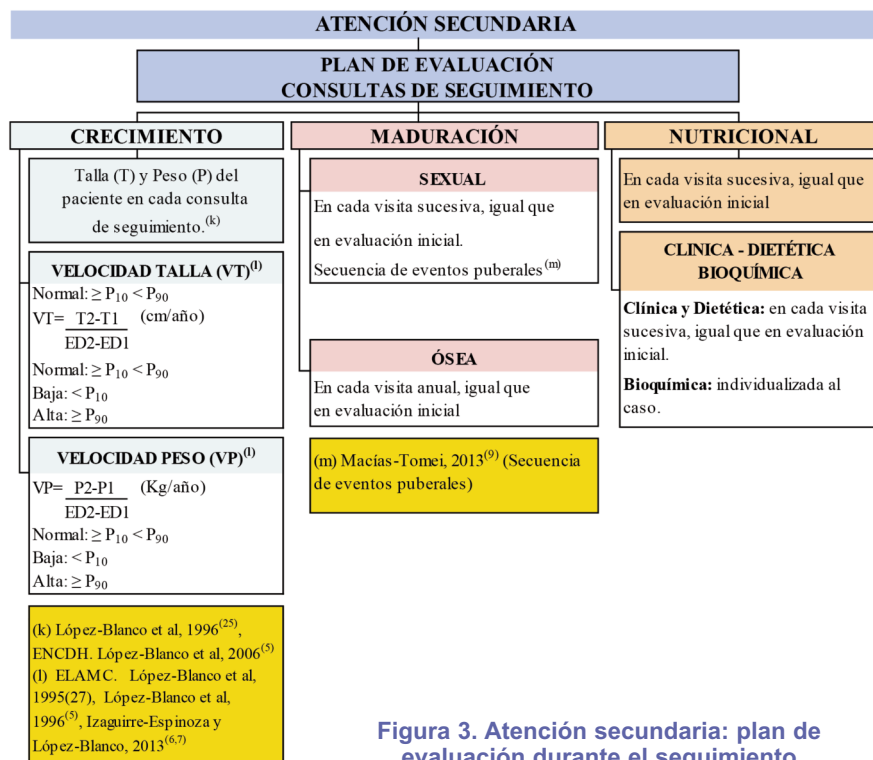 ATENCIÓN SECUNDARIA
PLAN DE EVALUACIÓN
CONSULTAS DE SEGUIMIENTO
CRECIMIENTO
Talla (T) y Peso (P) del
paciente en cada consulta
de seguimiento.(k)
VELOCIDAD TALLA (VT)(l)
Normal: ≥ P10 < P90
VT= T2-T1 (cm/año)
ED2-ED1
Normal: ≥ P10 < P90
Baja: < P10
Alta: ≥ P90
VELOCIDAD PESO (VP)(l)
VP= P2-P1 (Kg/año)
ED2-ED1
Normal: ≥ P10 < P90
Baja: < P10
Alta: ≥ P90
(k) López-Blanco et al, 1996(25),
ENCDH. López-Blanco et al, 2006(5)
(l) ELAMC. López-Blanco et al,
1995(27), López-Blanco et al,
1996(5), Izaguirre-Espinoza y
López-Blanco, 2013(6,7)
MADURACIÓN
SEXUAL
En cada visita sucesiva, igual que
en evaluación inicial.
Secuencia de eventos puberales(m)
ÓSEA
En cada visita anual, igual que
en evaluación inicial
(m) Macías-Tomei, 2013(9) (Secuencia
de eventos puberales)
NUTRICIONAL
En cada visita sucesiva, igual que
en evaluación inicial
CLINICA - DIETÉTICA
BIOQUÍMICA
Clínica y Dietética: en cada visita
sucesiva, igual que en evaluación
inicial.
Bioquímica: individualizada al
caso.
Figura 3. Atención secundaria: plan de
evaluación durante el seguimiento